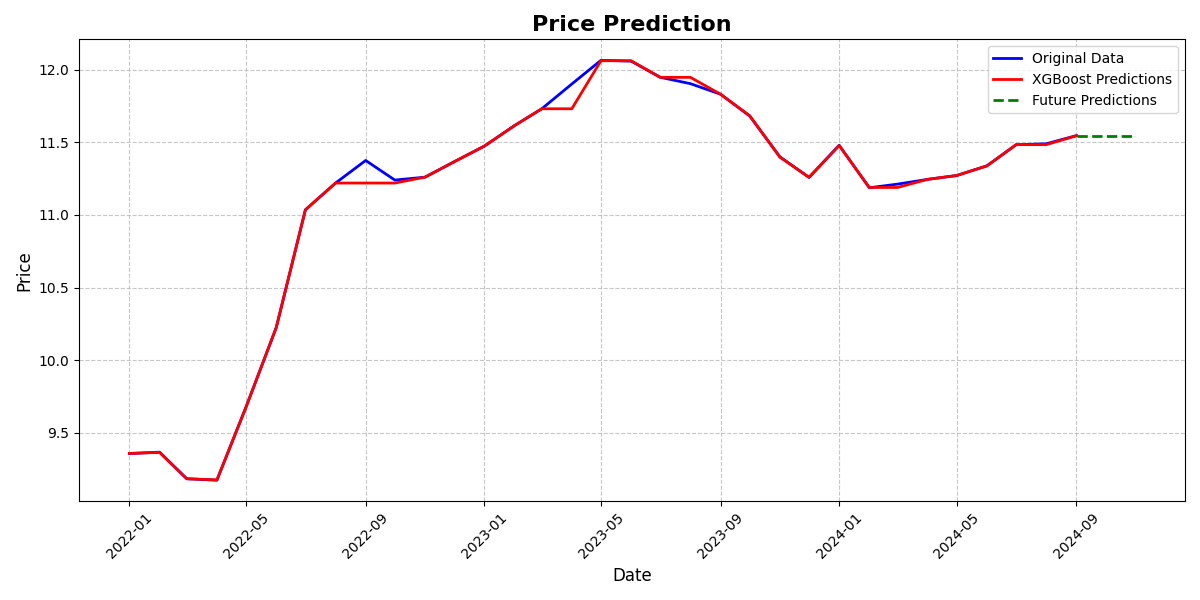 Price Prediction
Original Data
XGBoost Predictions
Future Predictions
Price
12.0
11.5
11.0
10.5
10.0
9.5
2022-01
2022-05
2022-09
2023-01
2023-05
2023-09
2024-01
2024-05
2024-09
Date